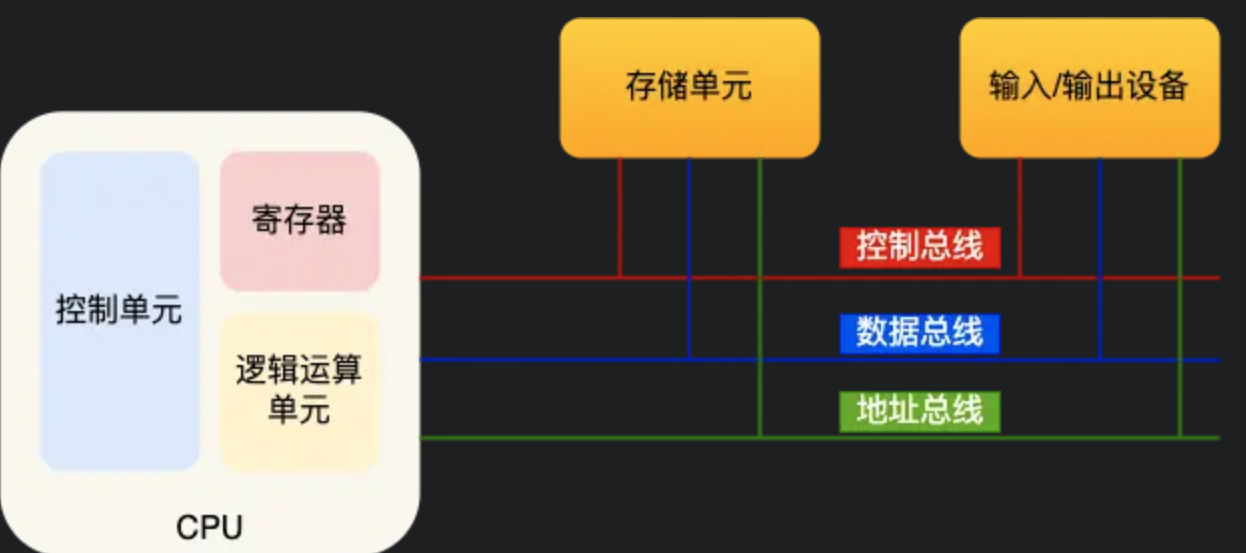 存储单元
输入/输出设备
寄存器
控制单元
逻辑运算
单元
CPU
控制总线
数据总线
地址总线